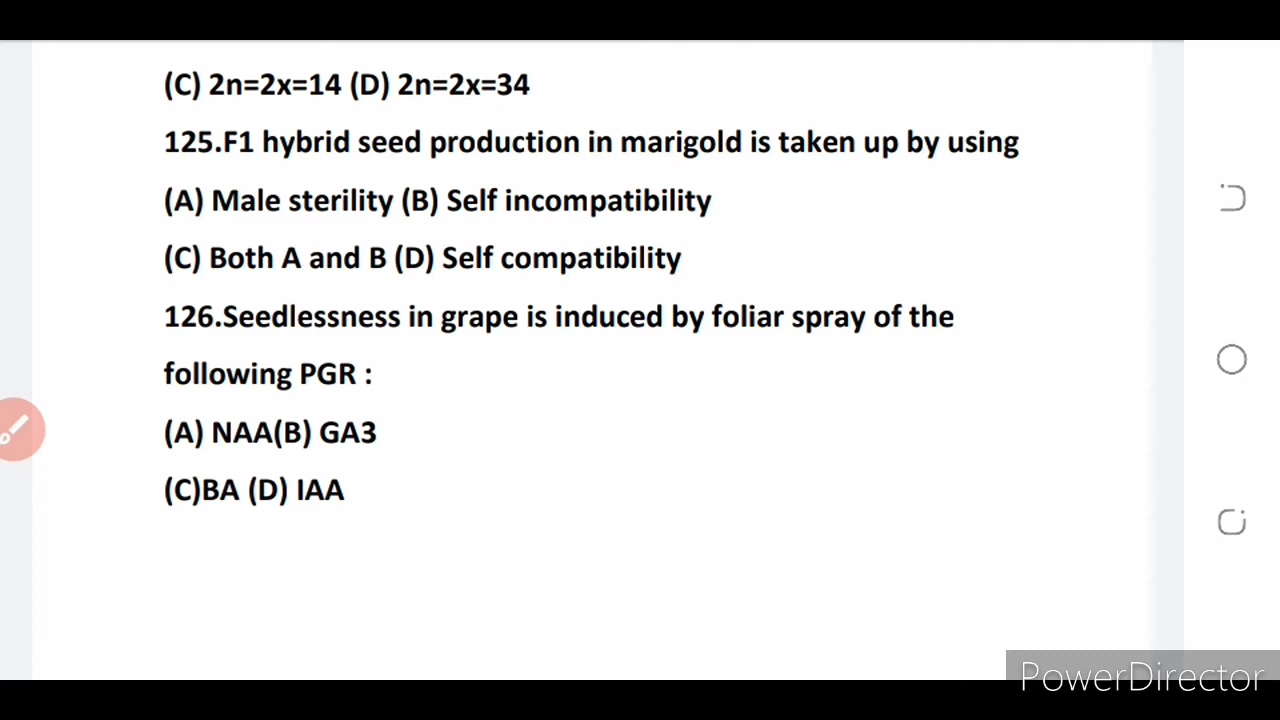 (C) 2n=2x=14 (D) 2n=2x=34
125.F1 hybrid seed production in marigold is taken up by using
(A) Male sterility (B) Self incompatibility
(C) Both A and B (D) Self compatibility
126.Seedlessness in grape is induced by foliar spray of the
following PGR :
(A) NAA(B) GA3
(C)BA (D) IAA
PowerDirector